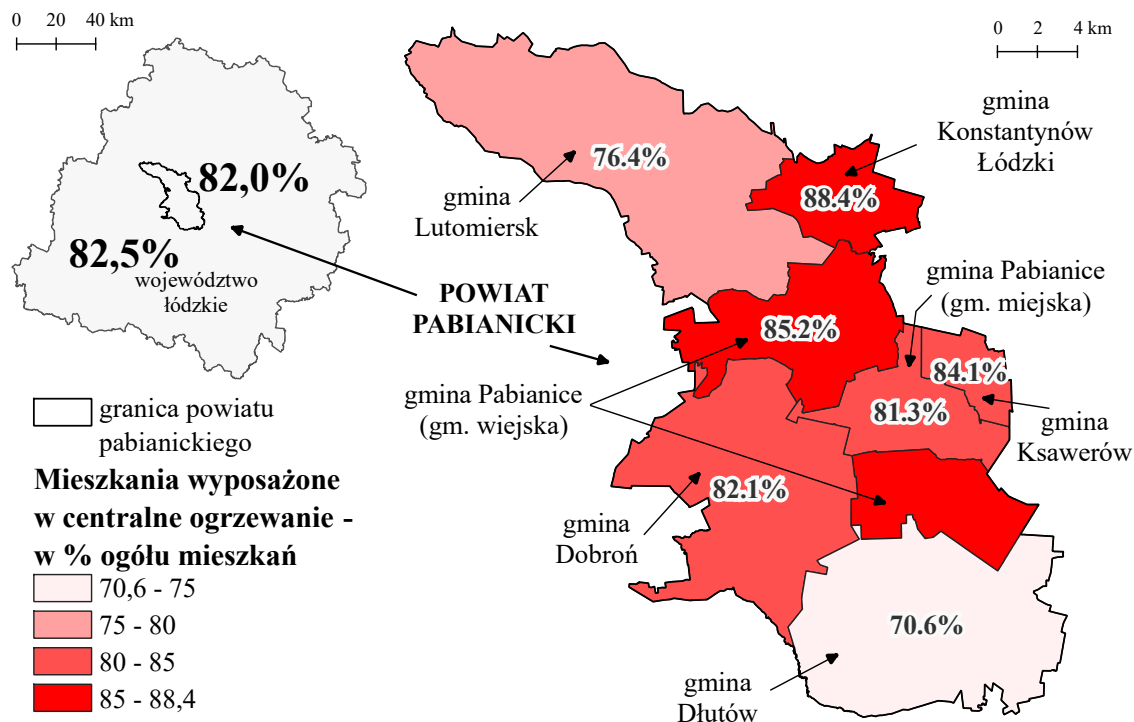 0 20 40 km
82,0%
82,5%
województwo
łódzkie
POWIAT
PABIANICKI
granica powiatu
pabianickiego
Mieszkania wyposażone
w centralne ogrzewanie -
w % ogółu mieszkań
70,6 - 75
75 - 80
80 - 85
85 - 88,4
0 2 4 km
gmina
Konstantynów
Łódzki
88.4%
76.4%
gmina
Lutomiersk
gmina Pabianice
(gm. miejska)
85.2%
84.1%
81.3%
gmina Pabianice
(gm. wiejska)
gmina
Ksawerów
82.1%
gmina
Dobroń
70.6%
gmina
Dłutów